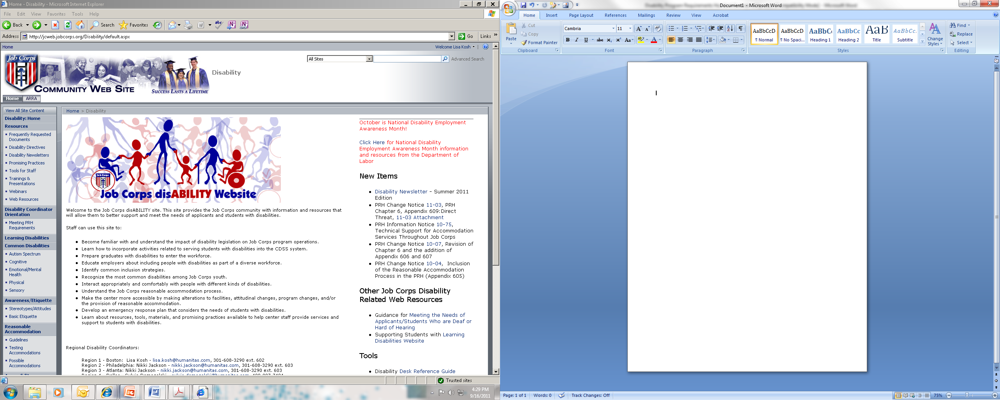 Home - Disability - Microsoft Internet Explorer
File Edit View Favorites Tools Help
Back Search Favorites
Address http://jcweb.jobcorps.org/Disability/default.aspx Go Links »
Home Welcome Lisa Kosh
Job Corps
All Sites Advanced Search
Disability
COMMUNITY WEB SITE
SUCCESS LASTS A LIFETIME
Home ARRA
View All Site Content
Disability: Home
Resources
Frequently Requested
Documents
Disability Directives
Disability Newsletters
Promising Practices
Tools for Staff
Trainings &
Presentations
Webinars
Web Resources
Disability Coordinator
Orientation
Meeting PRH
Requirements
Learning Disabilities
Common Disabilities
Autism Spectrum
Cognitive
Emotional/Mental
Health
Physical
Sensory
Awareness/Etiquette
Stereotypes/Attitudes
Basic Etiquette
Reasonable
Accommodation
Guidelines
Testing
Accommodations
Possible
Accommodations
Home > Disability
Job Corps
Job Corps disABILITY Website
Welcome to the Job Corps disABILITY site. This site provides the Job Corps community with information and resources that
will allow them to better support and meet the needs of applicants and students with disabilities.
Staff can use this site to:
• Become familiar with and understand the impact of disability legislation on Job Corps program operations.
• Learn how to incorporate activities related to serving students with disabilities into the CDSS system.
• Prepare graduates with disabilities to enter the workforce.
• Educate employers about including people with disabilities as part of a diverse workforce.
• Identify common inclusion strategies.
• Recognize the most common disabilities among Job Corps youth.
• Interact appropriately and comfortably with people with different kinds of disabilities.
• Understand the Job Corps reasonable accommodation process.
• Make the center more accessible by making alterations to facilities, attitudinal changes, program changes, and/or
the provision of reasonable accommodation.
• Develop an emergency response plan that considers the needs of students with disabilities.
• Learn about resources, tools, materials, and promising practices available to help center staff provide services and
support to students with disabilities.
Regional Disability Coordinators:
Region 1 - Boston: Lisa Kosh - lisa.kosh@humanitas.com, 301-608-3290 ext. 602
Region 2 - Philadelphia: Nikki Jackson - nikki.jackson@humanitas.com, 301-608-3290 ext. 603
Region 3 - Atlanta: Nikki Jackson - nikki.jackson@humanitas.com, 301-608-3290 ext. 603
October is National Disability Employment
Awareness Month!
Click Here for National Disability
Employment Awareness Month information
and resources from the Department of
Labor
New Items
• Disability Newsletter - Summer 2011
Edition
• PRH Change Notice 11-03, PRH
Chapter 6, Appendix 609:Direct
Threat, 11-03 Attachment
• PRH Information Notice 10-75,
Technical Support for Accommodation
Services Throughout Job Corps
• PRH Change Notice 10-07, Revision of
Chapter 6 and the addition of
Appendix 606 and 607
• PRH Change Notice 10-04, Inclusion
of the Reasonable Accommodation
Process in the PRH (Appendix 605)
Other Job Corps Disability
Related Web Resources
• Guidance for Meeting the Needs of
Applicants/Students Who are Deaf or
Hard of Hearing
• Supporting Students with Learning
Disabilities Website
Tools
• Disability Desk Reference Guide
Trusted sites
4:29 PM
9/16/2011
Document1 - Microsoft Word
Home Insert Page Layout References Mailings Review View Acrobat
Paste
Cut
Copy
Format Painter
Clipboard
Cambria 11
Font
Paragraph
AaBbCcD AaBbCcD AaBbC AaBbCc AaB AaBbCc.
¶ Normal ¶ No Spaci... Heading 1 Heading 2 Title Subtitle
Change
Styles
Styles
Find
Replace
Select
Editing
Page: 1 of 1 Words: 0 Track Changes: Off 75%